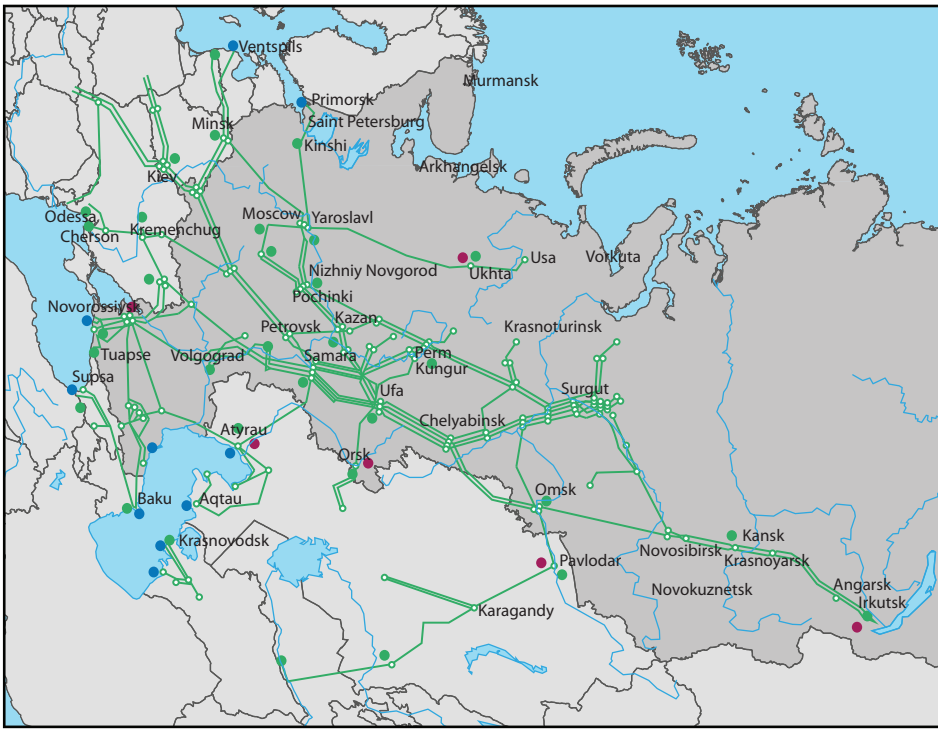 Ventspils
Murmansk
Primorsk
Saint Petersburg
Minsk
Kinshi
Arkhangelsk
Kiev
Odessa
Moscow
Yaroslavl
Kremenchug
Cherson
Usa
Vorkuta
Ukhta
Nizhniy Novgorod
Pochinki
Novorossiysk
Kazan
Petrovsk
Krasnoturinsk
Tuapse
Volgograd
Samara
Perm
Kungur
Supsa
Ufa
Surgut
Chelyabinsk
Atyrau
Orsk
Omsk
Baku
Aqtau
Kansk
Krasnovodsk
Novosibirsk
Krasnoyarsk
Pavlodar
Angarsk
Novokuznetsk
Irkutsk
Karagandy